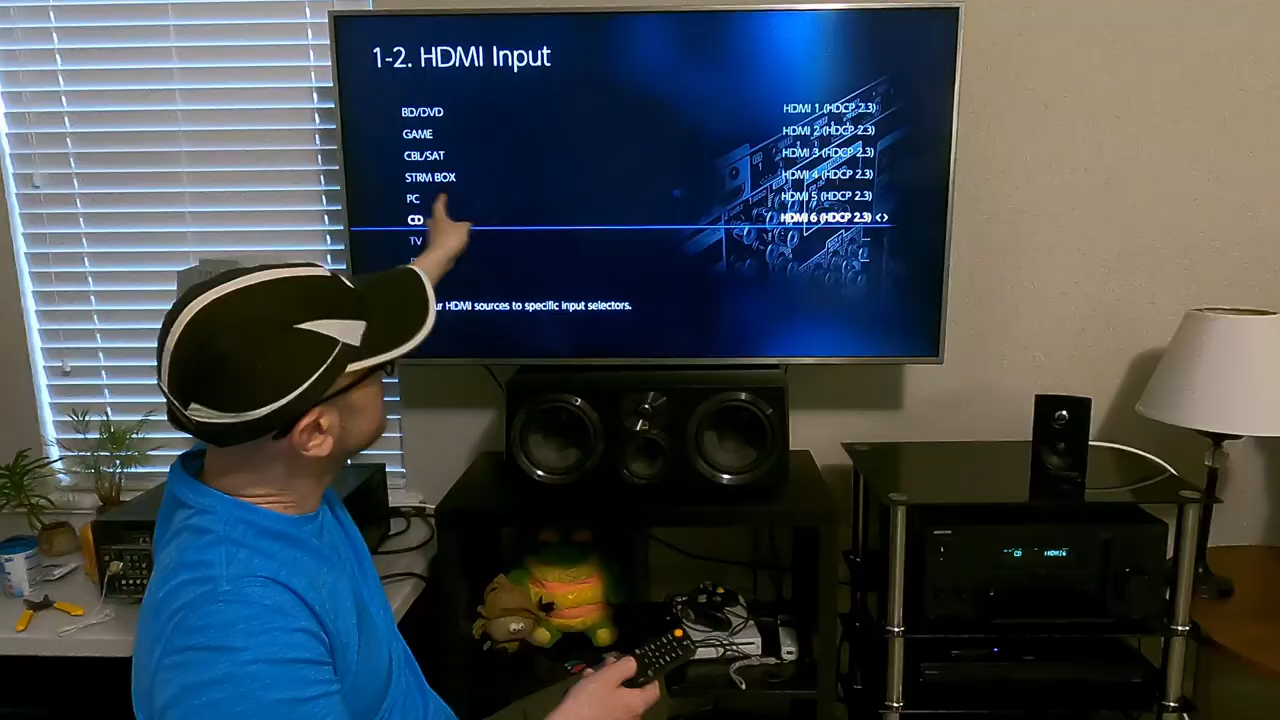 1-2. HDMI Input
BD/DVD HDMI 1 (HDCP 2.3)
GAME HDMI 2 (HDCP 2.3)
CBL/SAT HDMI 3 (HDCP 2.3)
STRM BOX HDMI 4 (HDCP 2.3)
PC HDMI 5 (HDCP 2.3)
CD HDMI 6 (HDCP 2.3) <>
TV
HDMI sources to specific input selectors.
CD HDMI6